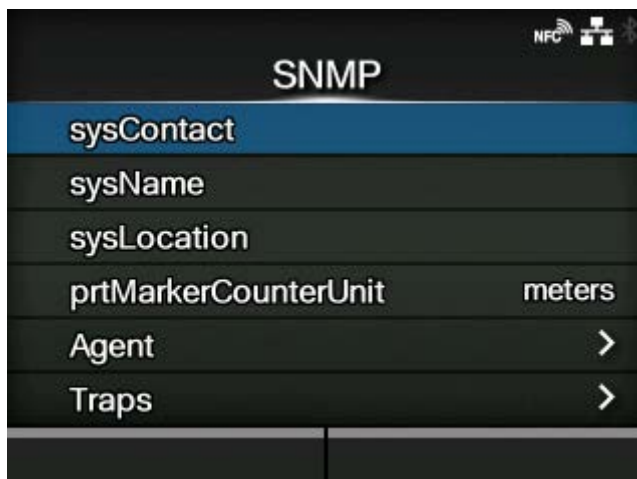 NFC
SNMP
sysContact
sysName
sysLocation
prtMarkerCounterUnit meters
Agent >
Traps >